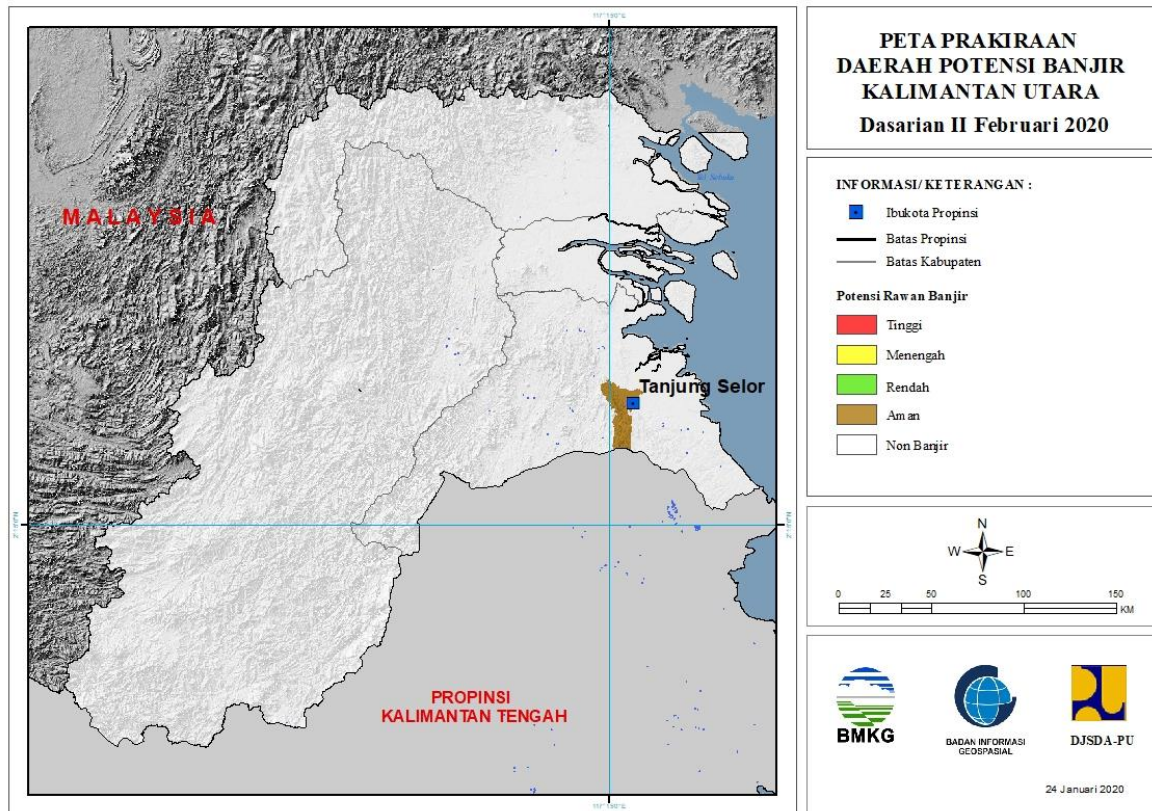 PETA PRAKIRAAN
DAERAH POTENSI BANJIR
KALIMANTAN UTARA
Dasarian II Februari 2020
INFORMASI/ KETERANGAN :
Ibukota Propinsi
Batas Propinsi
Batas Kabupaten
Potensi Rawan Banjir
Tinggi
Menengah
Rendah
Aman
Non Banjir
MALAYSIA
Tanjung Selor
PROPINSI
KALIMANTAN TENGAH
N
W E
S
0 25 50 100 150
KM
BMKG
BADAN INFORMASI
GEOSPASIAL
DJSDA-PU
24 Januari 2020